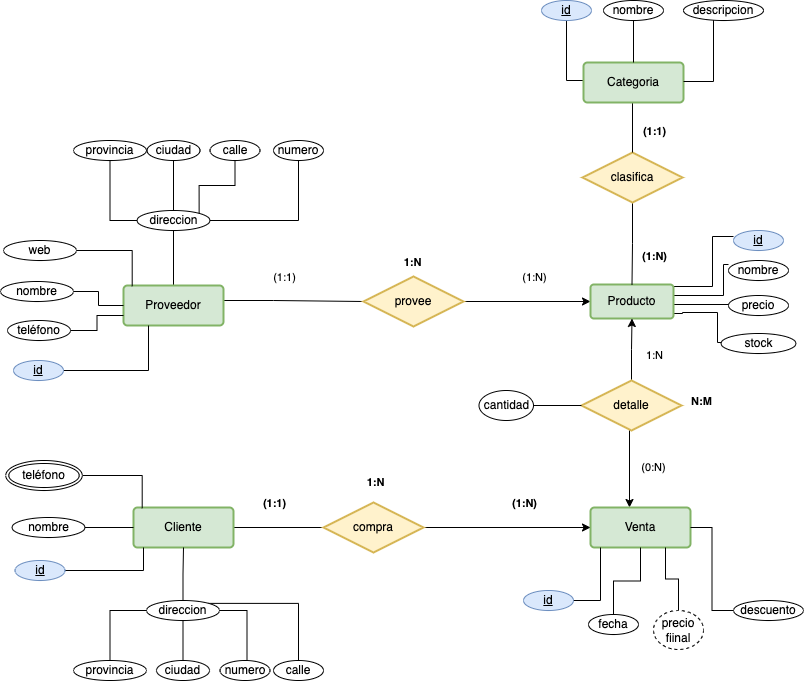 id
nombre
descripcion
Categoria
(1:1)
clasifica
(1:N)
provincia
ciudad
calle
numero
direccion
web
nombre
teléfono
id
Proveedor
(1:1)
1:N
provee
(1:N)
Producto
id
nombre
precio
stock
1:N
cantidad
detalle
N:M
(0:N)
teléfono
nombre
id
Cliente
(1:1)
1:N
compra
(1:N)
Venta
id
fecha
precio
fiinal
descuento
direccion
provincia
ciudad
numero
calle